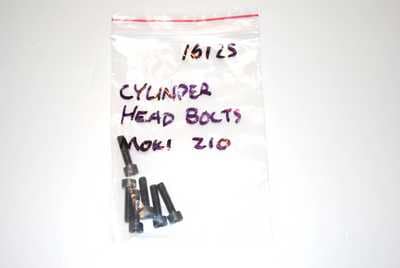 16125
CYLINDER
HEAD BOLTS
MOKI 210